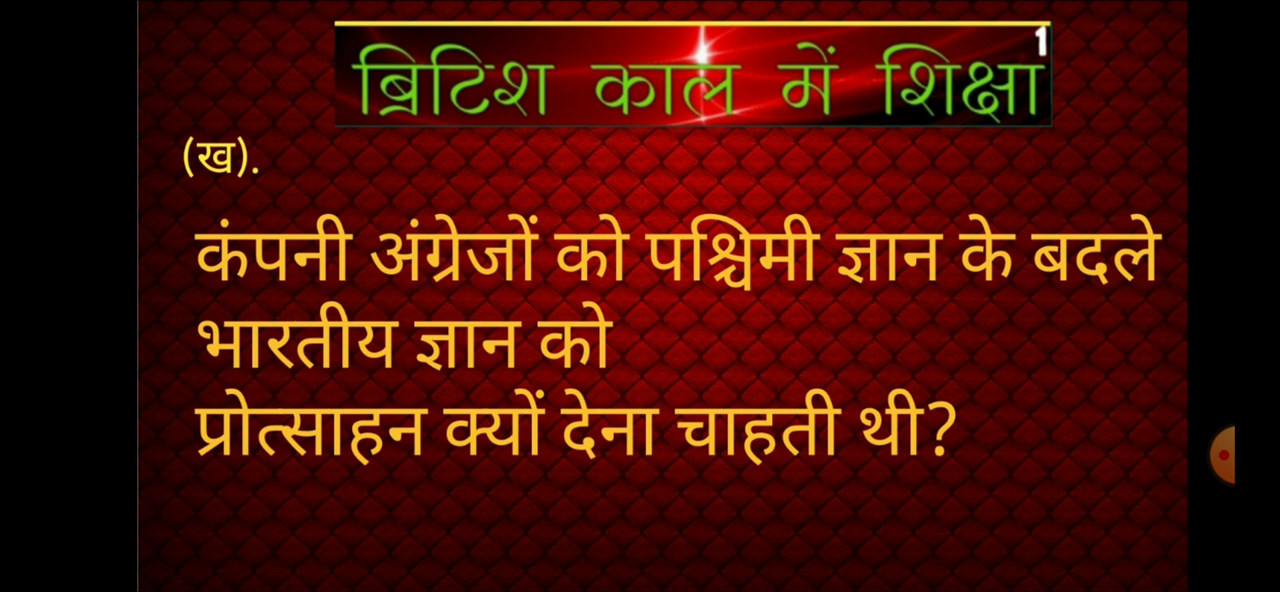 1
ब्रिटिश काल में शिक्षा
(ख).
कंपनी अंग्रेजों को पश्चिमी ज्ञान के बदले
भारतीय ज्ञान को
प्रोत्साहन क्यों देना चाहती थी?